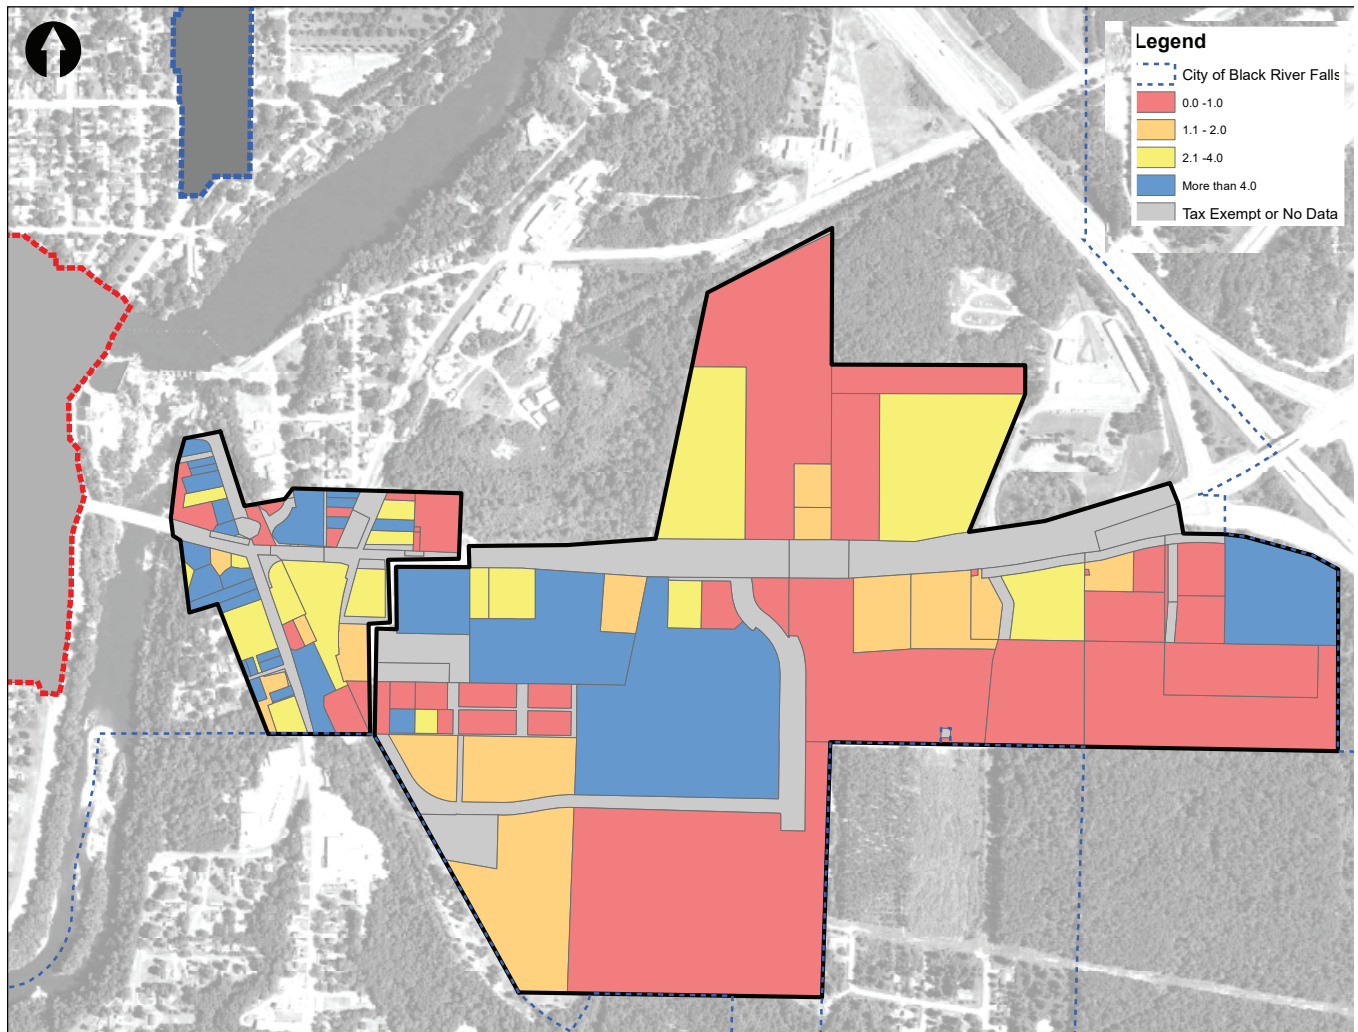 Legend
City of Black River Falls
0.0 -1.0
1.1 - 2.0
2.1 -4.0
More than 4.0
Tax Exempt or No Data